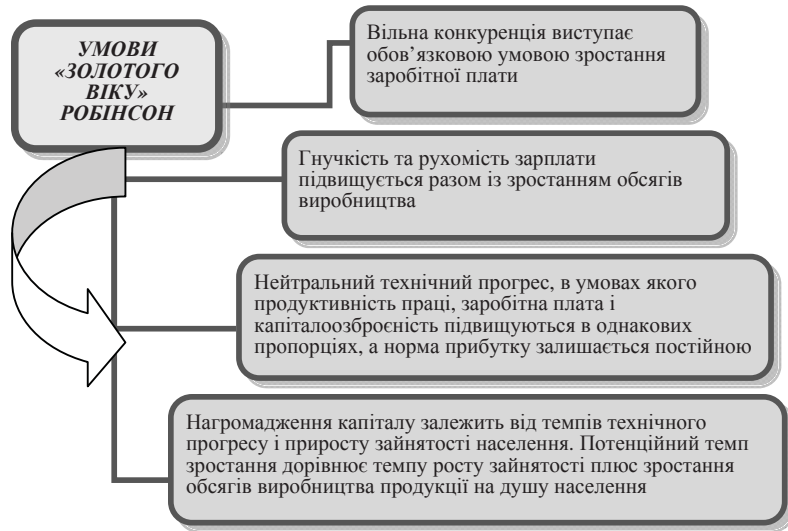 УМОВИ
«ЗОЛОТОГО
ВІКУ»
РОБІНСОН
Вільна конкуренція виступає
обов’язковою умовою зростання
заробітної плати
Гнучкість та рухомість зарплати
підвищується разом із зростанням обсягів
виробництва
Нейтральний технічний прогрес, в умовах якого
продуктивність праці, заробітна плата і
капіталоозброєність підвищуються в однакових
пропорціях, а норма прибутку залишається постійною
Нагромадження капіталу залежить від темпів технічного
прогресу і приросту зайнятості населення. Потенційний темп
зростання дорівнює темпу росту зайнятості плюс зростання
обсягів виробництва продукції на душу населення